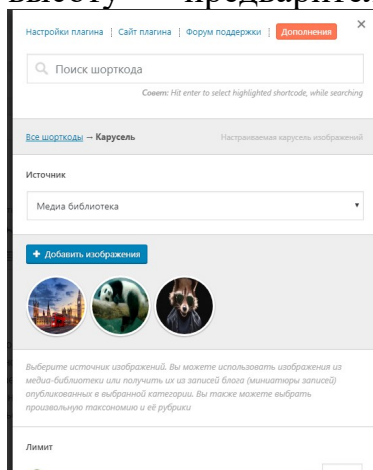 высоту предварител
Настройки плагина | Сайт плагина | Форум поддержки | Дополнения ×
Поиск шорткода
Совет: Hit enter to select highlighted shortcode, while searching
Все шорткоды → Карусель Настраиваемая карусель изображений
Источник
Медиа библиотека
+ Добавить изображения
Выберите источник изображений. Вы можете использовать изображения из
медиа-библиотеки или получить их из записей блога (миниатюры записей)
опубликованных в выбранной категории. Вы также можете выбрать
произвольную таксономию и её рубрики
Лимит